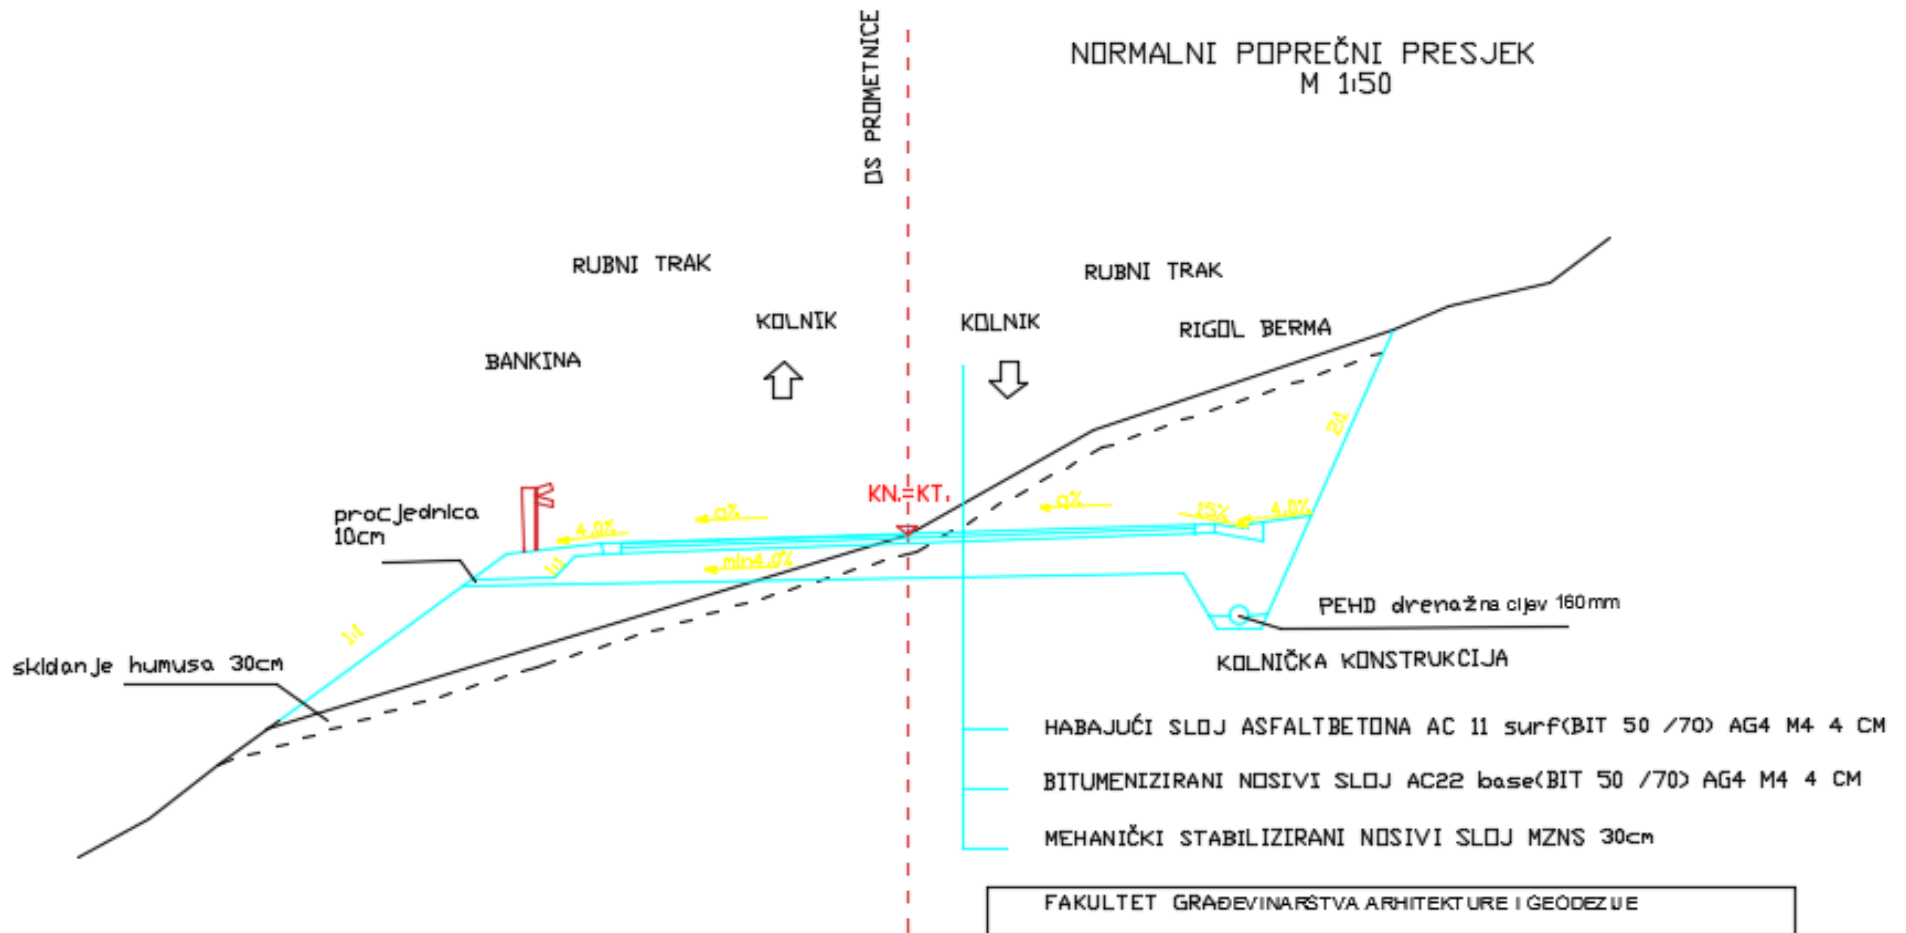 OS PROMETNICE
NORMALNI POPREČNI PRESJEK
M 1:50
RUBNI TRAK
RUBNI TRAK
KOLNIK
KOLNIK
RIGOL BERMA
BANKINA
2:1
KN.=KT.
procjednica
10cm
4.0%
q%
q%
15%
4.0%
1:1
min4.0%
PEHD drenažna cijev 160mm
1:1
skidanje humusa 30cm
KOLNIČKA KONSTRUKCIJA
HABAJUĆI SLOJ ASFALTBETONA AC 11 surf(BIT 50 /70) AG4 M4 4 CM
BITUMENIZIRANI NOSIVI SLOJ AC22 base(BIT 50 /70) AG4 M4 4 CM
MEHANIČKI STABILIZIRANI NOSIVI SLOJ MZNS 30cm
FAKULTET GRAĐEVINARSTVA ARHITEKTURE I GEODEZIJE